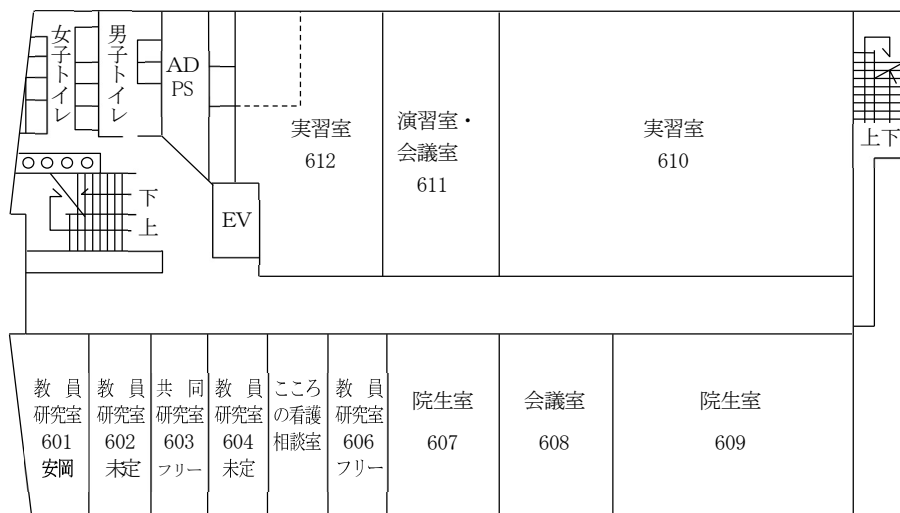 女子トイレ
男子トイレ
AD
PS
実習室
612
演習室・
会議室
611
実習室
610
上下
下
上
EV
教 員
研究室
601
安岡
教 員
研究室
602
未定
共 同
研究室
603
フリー
教 員
研究室
604
未定
こころ
の看護
相談室
教 員
研究室
606
フリー
院生室
607
会議室
608
院生室
609